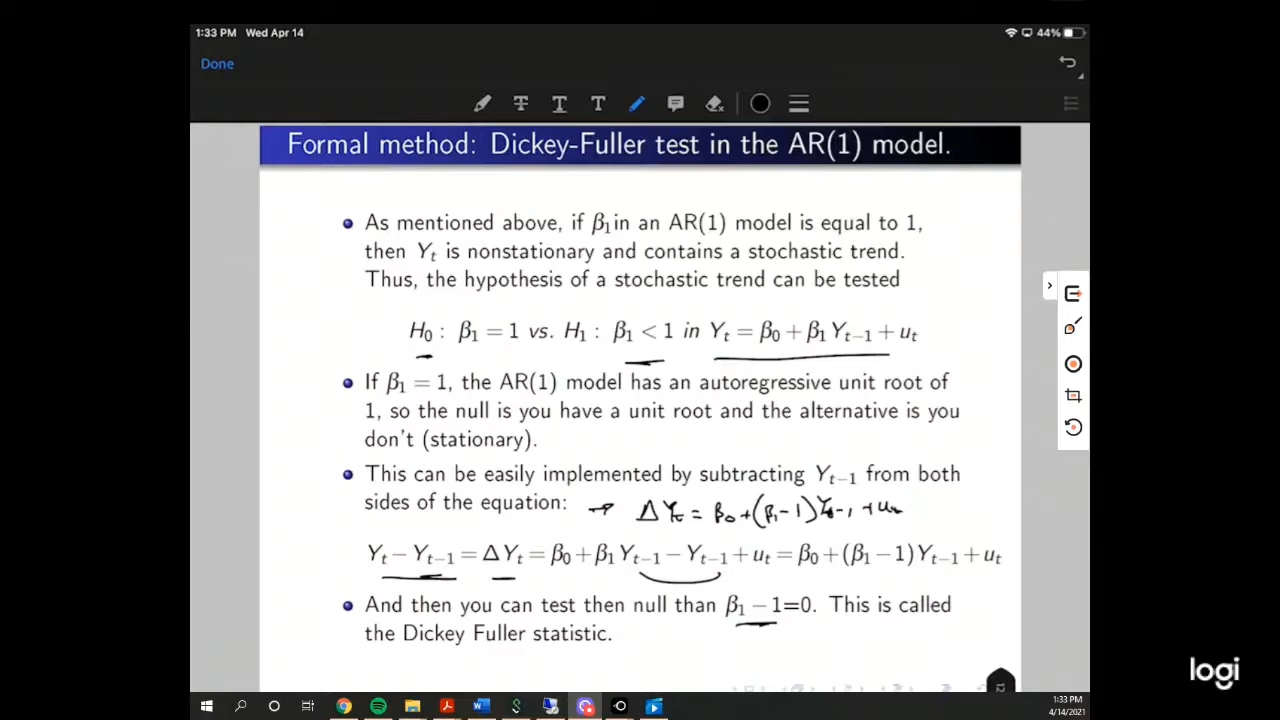 1:33 PM Wed Apr 14
44%
Done
Formal method: Dickey-Fuller test in the AR(1) model.
As mentioned above, if β₁in an AR(1) model is equal to 1,
then Yₜ is nonstationary and contains a stochastic trend.
Thus, the hypothesis of a stochastic trend can be tested
H₀ : β₁ = 1 vs. H₁ : β₁ < 1 in Yₜ = β₀ + β₁Yₜ₋₁ + uₜ
If β₁ = 1, the AR(1) model has an autoregressive unit root of
1, so the null is you have a unit root and the alternative is you
don't (stationary).
This can be easily implemented by subtracting Yₜ₋₁ from both
sides of the equation: → ΔYₜ = β₀ + (β₁ - 1)Yₜ₋₁ + uₜ
Yₜ − Yₜ₋₁ = ΔYₜ = β₀ + β₁Yₜ₋₁ − Yₜ₋₁ + uₜ = β₀ + (β₁ − 1)Yₜ₋₁ + uₜ
And then you can test then null than β₁ − 1=0. This is called
the Dickey Fuller statistic.
12
logi
1:33 PM
4/14/2021